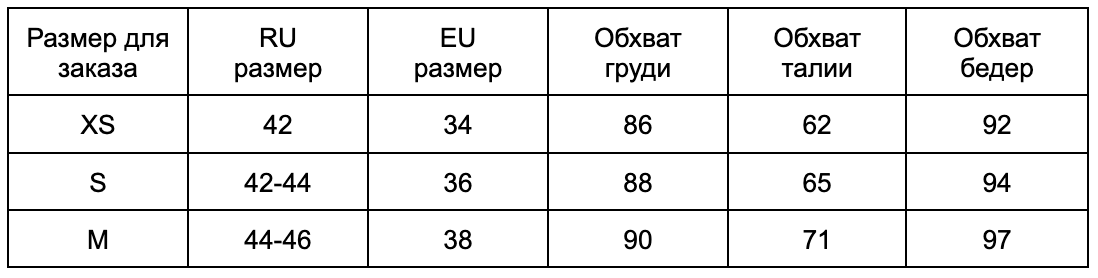 Размер для заказа RU размер EU размер Обхват груди Обхват талии Обхват бедер
XS 42 34 86 62 92
S 42-44 36 88 65 94
M 44-46 38 90 71 97